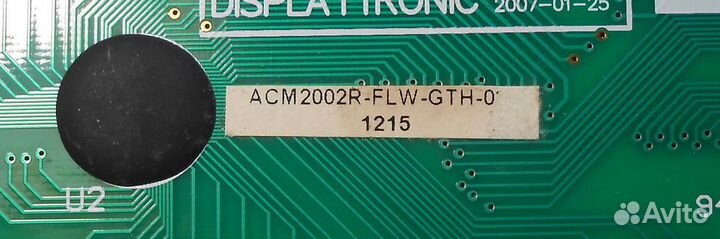 DISPLAYTRONIC 2007-01-25
ACM2002R-FLW-GTH-0
1215
U2
Avito